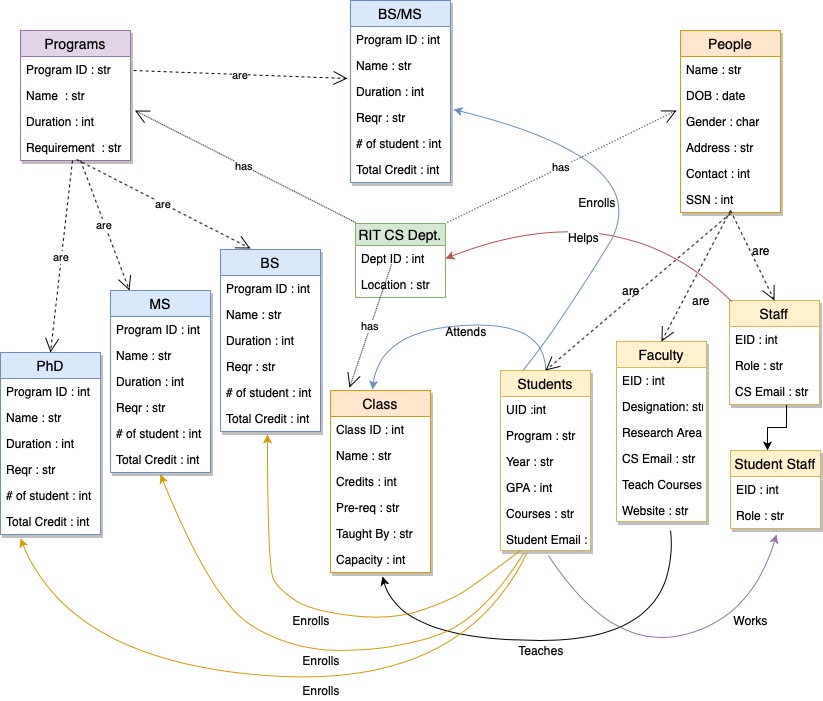 BS/MS
Program ID : int
Name : str
Duration : int
Reqr : str
# of student : int
Total Credit : int
Programs
Program ID : str
Name : str
Duration : int
Requirement : str
People
Name : str
DOB : date
Gender : char
Address : str
Contact : int
SSN : int
are
has
has
are
are
are
Enrolls
Helps
RIT CS Dept.
Dept ID : int
Location : str
has
are
are
are
BS
Program ID : int
Name : str
Duration : int
Reqr : str
# of student : int
Total Credit : int
MS
Program ID : int
Name : str
Duration : int
Reqr : str
# of student : int
Total Credit : int
PhD
Program ID : int
Name : str
Duration : int
Reqr : str
# of student : int
Total Credit : int
Attends
Class
Class ID : int
Name : str
Credits : int
Pre-req : str
Taught By : str
Capacity : int
Students
UID :int
Program : str
Year : str
GPA : int
Courses : str
Student Email :
Faculty
EID : int
Designation: str
Research Area
CS Email : str
Teach Courses
Website : str
Staff
EID : int
Role : str
CS Email : str
Student Staff
EID : int
Role : str
Enrolls
Works
Teaches
Enrolls
Enrolls